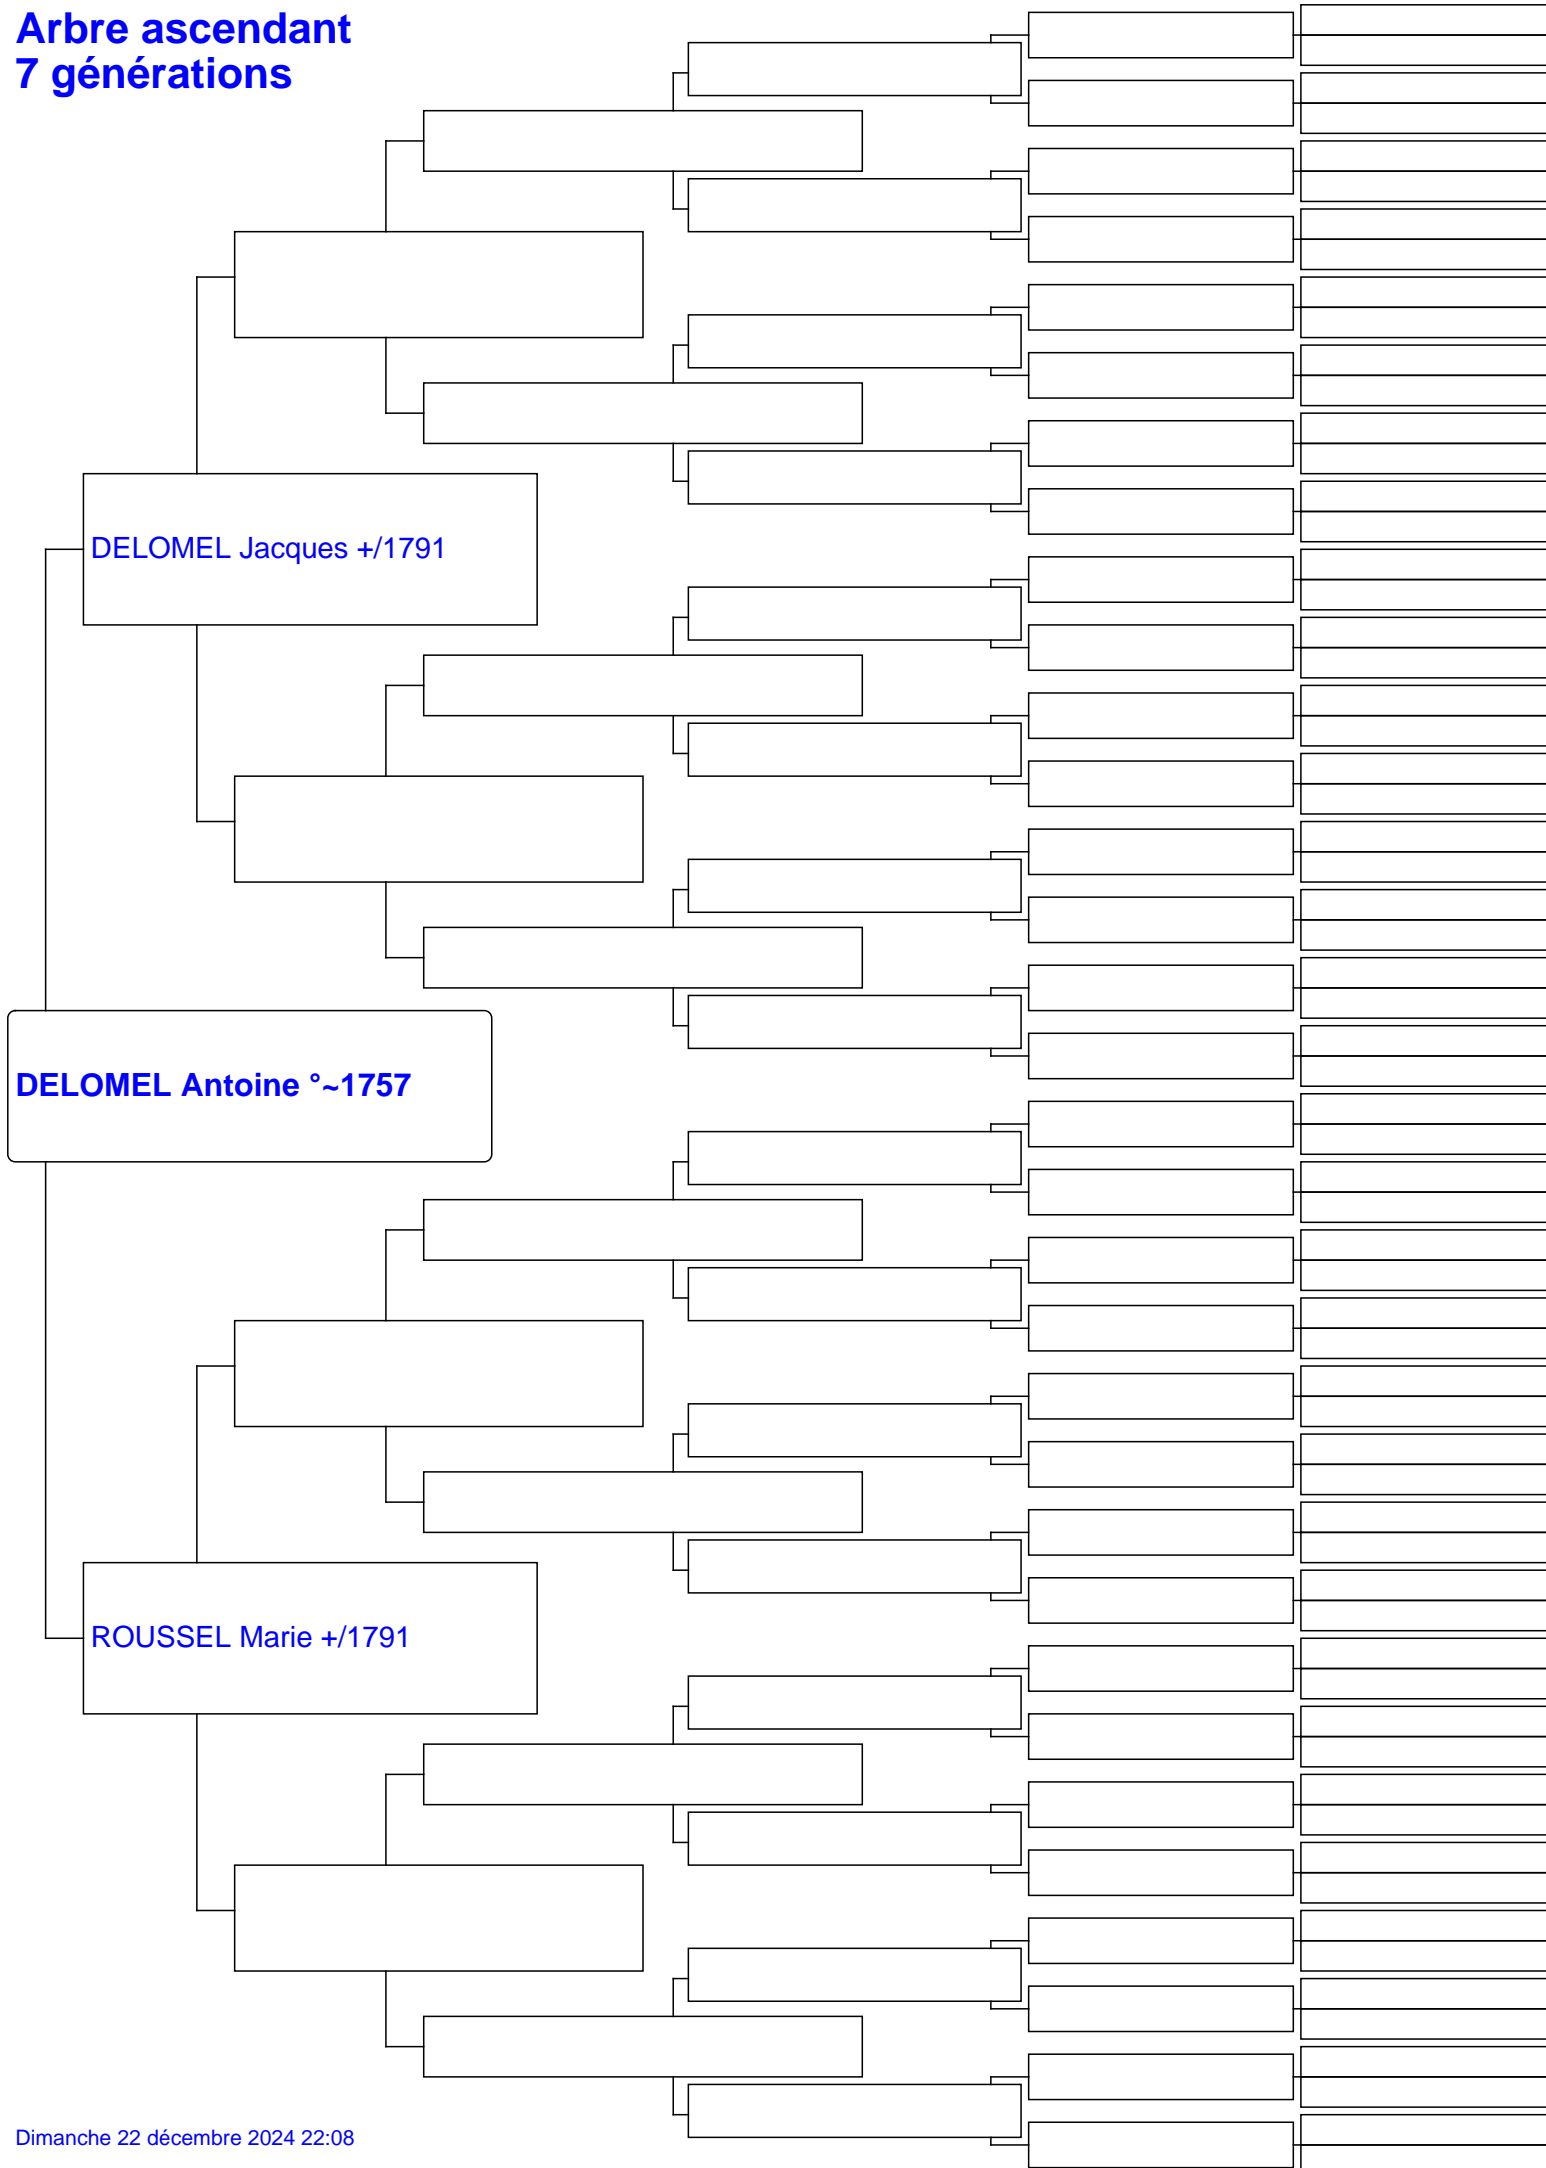 Arbre ascendant
7 générations
DELOMEL Jacques +/1791
DELOMEL Antoine °~1757
ROUSSEL Marie +/1791
Dimanche 22 décembre 2024 22:08